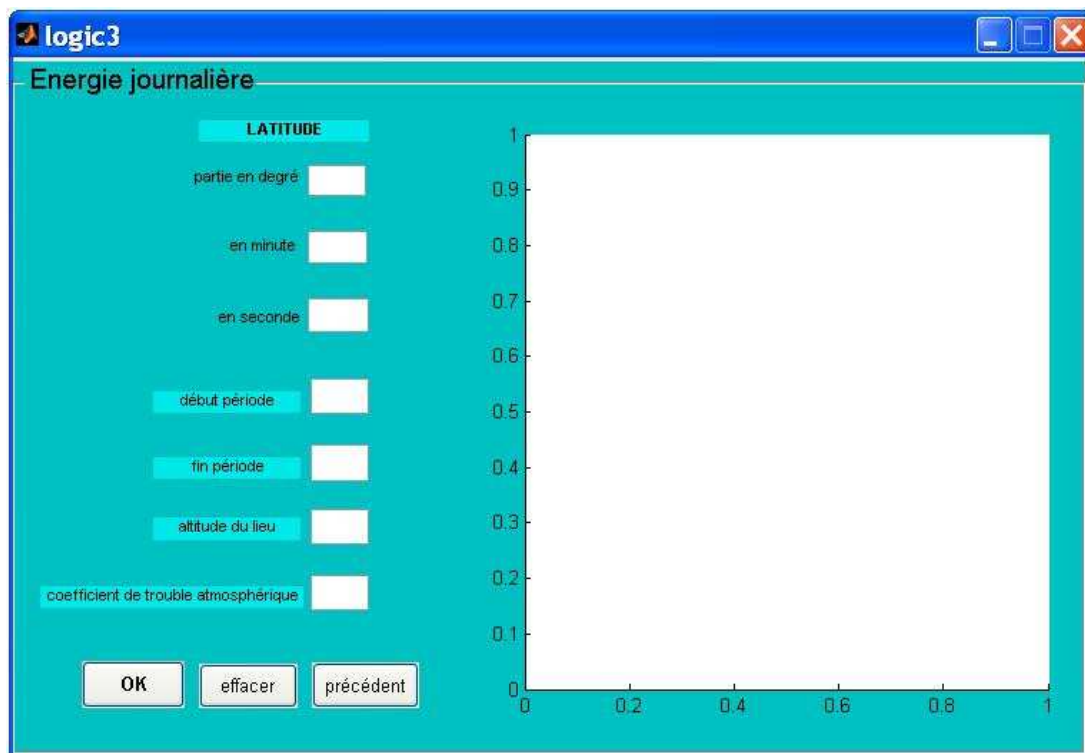 logic3
Energie journalière
LATITUDE
partie en degré
en minute
en seconde
début période
fin période
altitude du lieu
coefficient de trouble atmosphérique
OK
effacer
précédent
1
0.9
0.8
0.7
0.6
0.5
0.4
0.3
0.2
0.1
0
0 0.2 0.4 0.6 0.8 1